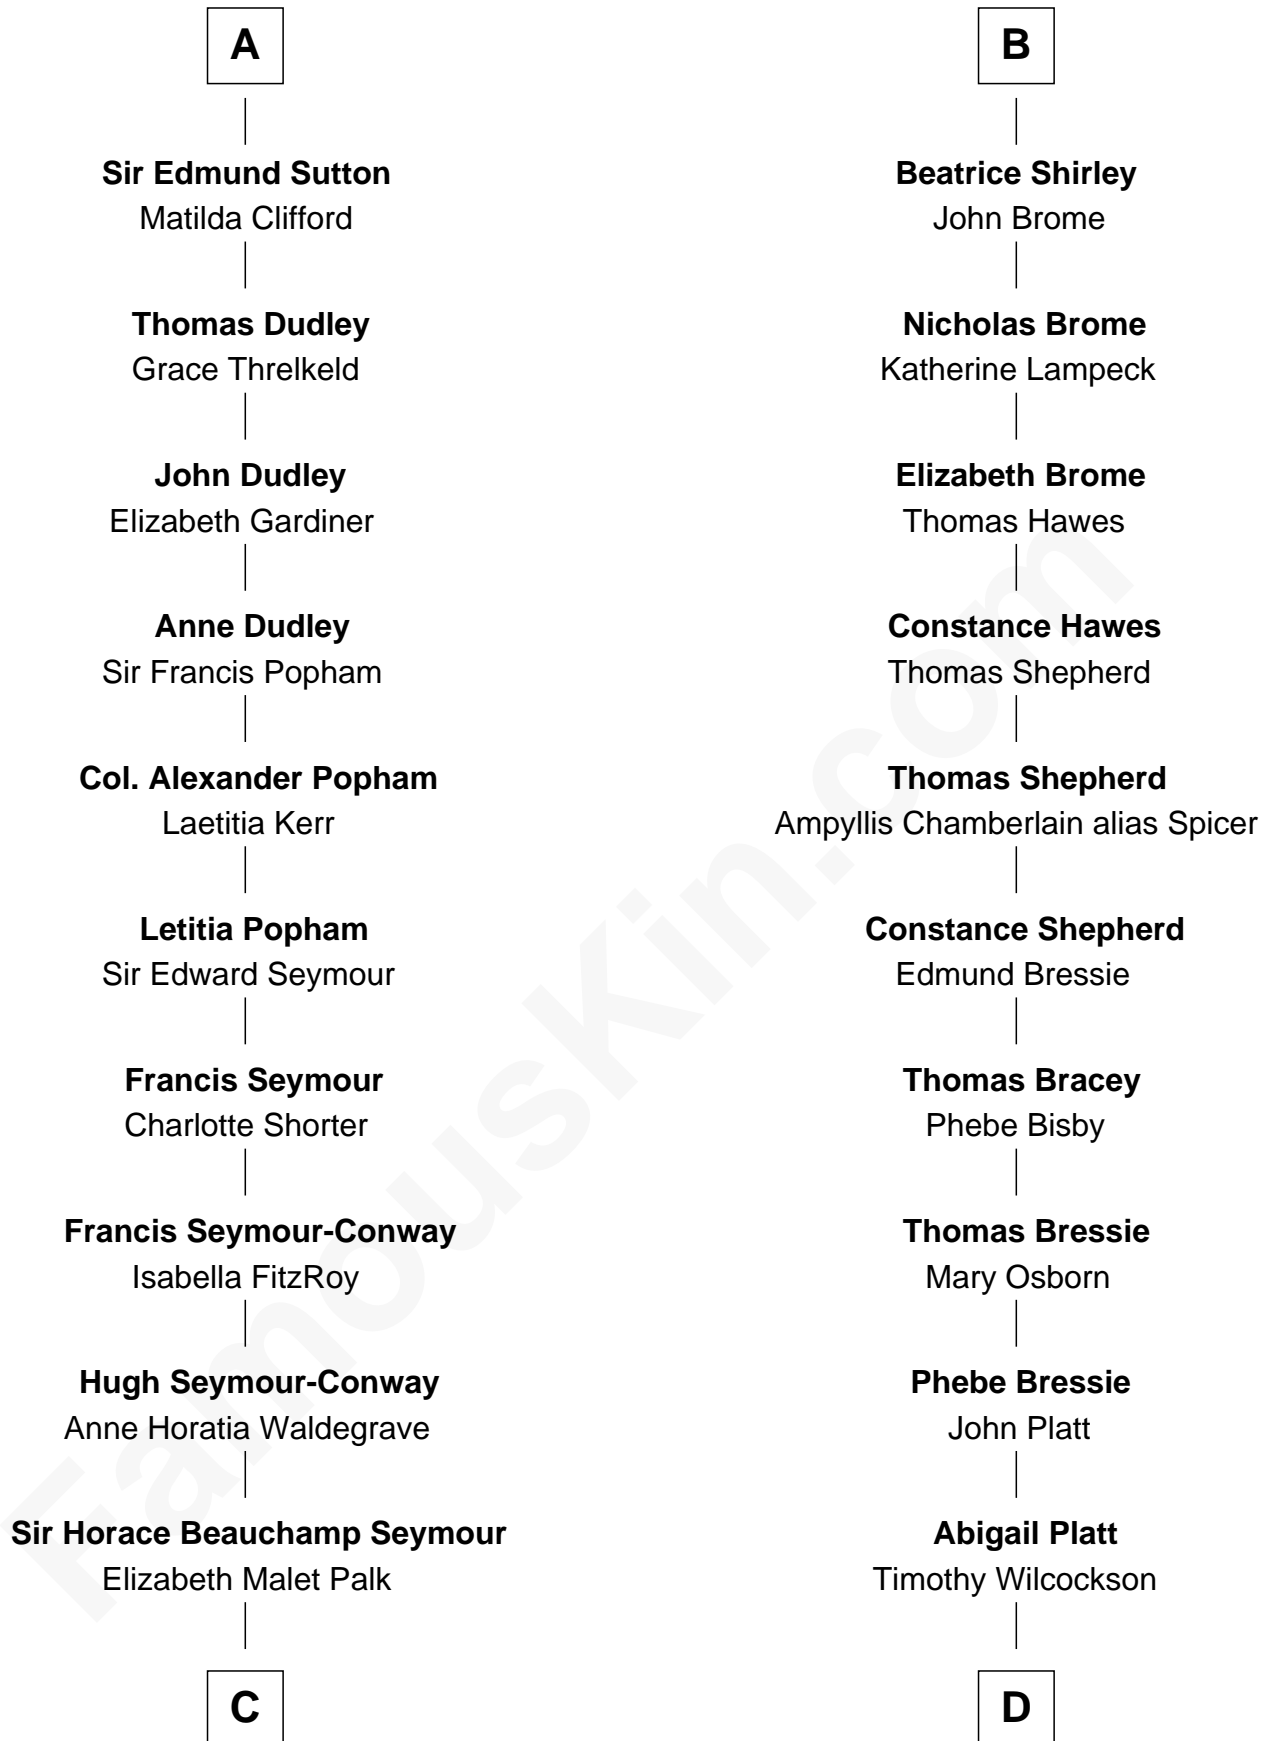 A
Sir Edmund Sutton
Matilda Clifford
Thomas Dudley
Grace Threlkeld
John Dudley
Elizabeth Gardiner
Anne Dudley
Sir Francis Popham
Col. Alexander Popham
Laetitia Kerr
Letitia Popham
Sir Edward Seymour
Francis Seymour
Charlotte Shorter
Francis Seymour-Conway
Isabella FitzRoy
Hugh Seymour-Conway
Anne Horatia Waldegrave
Sir Horace Beauchamp Seymour
Elizabeth Malet Palk
C
B
Beatrice Shirley
John Brome
Nicholas Brome
Katherine Lampeck
Elizabeth Brome
Thomas Hawes
Constance Hawes
Thomas Shepherd
Thomas Shepherd
Ampyllis Chamberlain alias Spicer
Constance Shepherd
Edmund Bressie
Thomas Bracey
Phebe Bisby
Thomas Bressie
Mary Osborn
Phebe Bressie
John Platt
Abigail Platt
Timothy Wilcockson
D
FamousKin.com